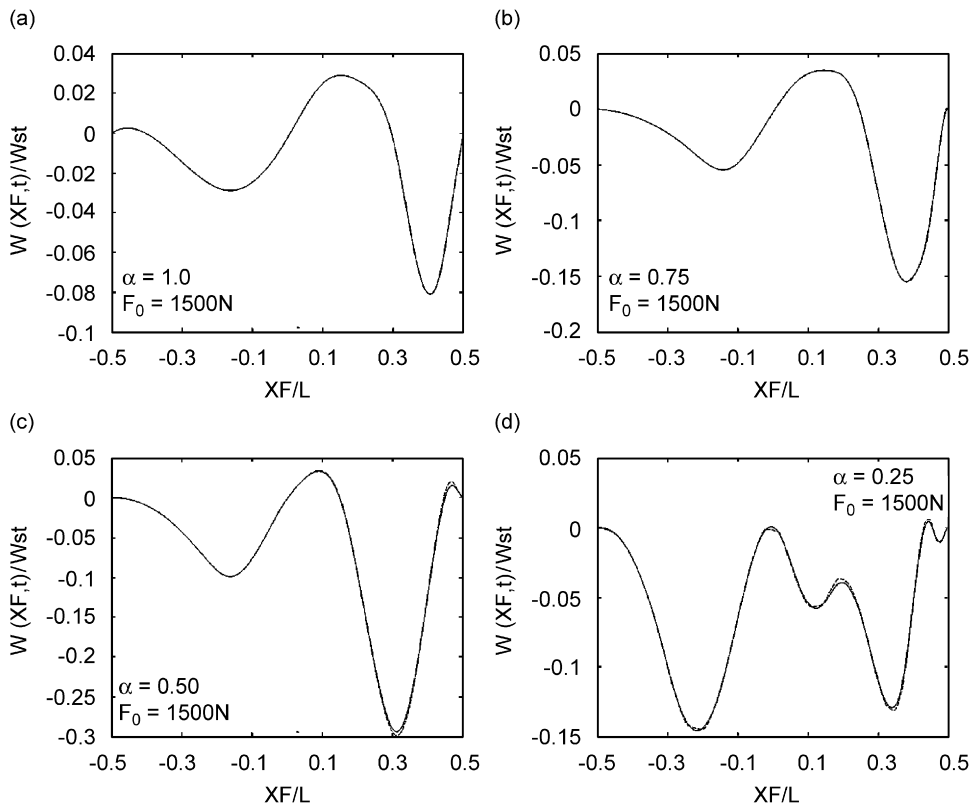 (a)
0.04
0.02
0
-0.02
-0.04
-0.06
-0.08
-0.1
W (XF,t)/Wst
α = 1.0
F₀ = 1500N
-0.5 -0.3 -0.1 0.1 0.3 0.5
XF/L
(b)
0.05
0
-0.05
-0.1
-0.15
-0.2
W (XF,t)/Wst
α = 0.75
F₀ = 1500N
-0.5 -0.3 -0.1 0.1 0.3 0.5
XF/L
(c)
0.05
0
-0.05
-0.1
-0.15
-0.2
-0.25
-0.3
W (XF,t)/Wst
α = 0.50
F₀ = 1500N
-0.5 -0.3 -0.1 0.1 0.3 0.5
XF/L
(d)
0.05
0
-0.05
-0.1
-0.15
W (XF,t)/Wst
α = 0.25
F₀ = 1500N
-0.5 -0.3 -0.1 0.1 0.3 0.5
XF/L